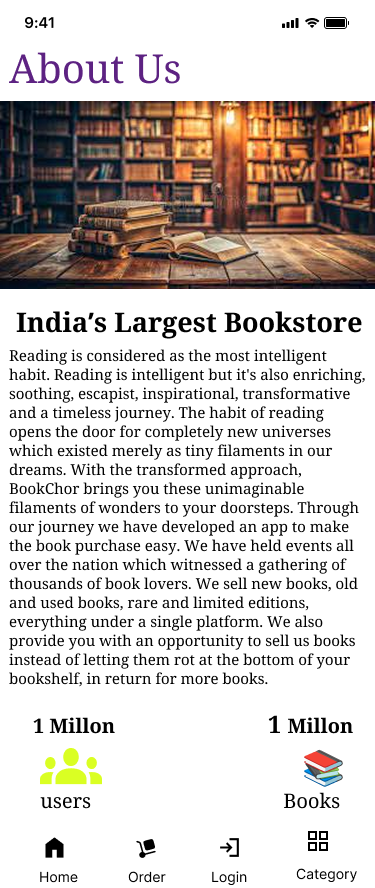 9:41
About Us
India's Largest Bookstore
Reading is considered as the most intelligent
habit. Reading is intelligent but it's also enriching,
soothing, escapist, inspirational, transformative
and a timeless journey. The habit of reading
opens the door for completely new universes
which existed merely as tiny filaments in our
dreams. With the transformed approach,
BookChor brings you these unimaginable
filaments of wonders to your doorsteps. Through
our journey we have developed an app to make
the book purchase easy. We have held events all
over the nation which witnessed a gathering of
thousands of book lovers. We sell new books, old
and used books, rare and limited editions,
everything under a single platform. We also
provide you with an opportunity to sell us books
instead of letting them rot at the bottom of your
bookshelf, in return for more books.
1 Millon 1 Millon
users Books
Home Order Login Category